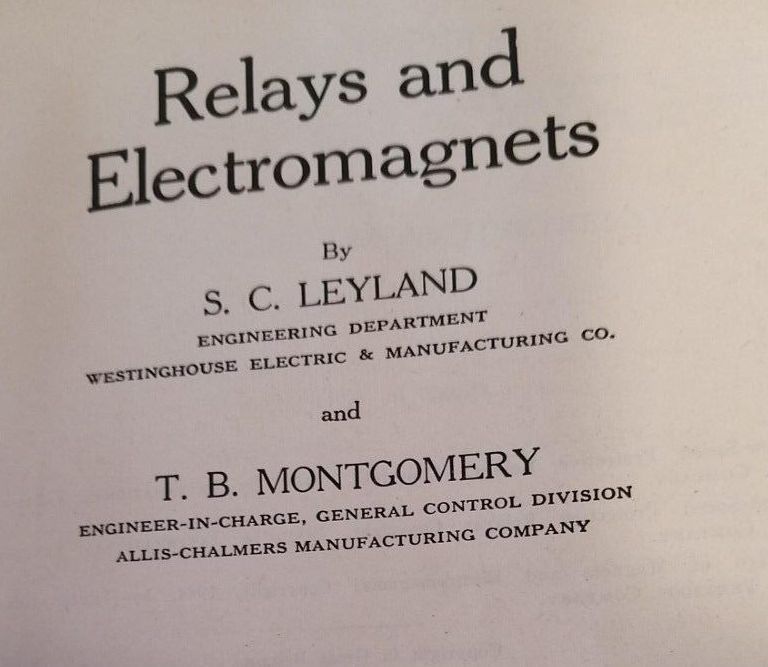 Relays and
Electromagnets
By
S. C. LEYLAND
ENGINEERING DEPARTMENT
WESTINGHOUSE ELECTRIC & MANUFACTURING CO.
and
T. B. MONTGOMERY
ENGINEER-IN-CHARGE, GENERAL CONTROL DIVISION
ALLIS-CHALMERS MANUFACTURING COMPANY